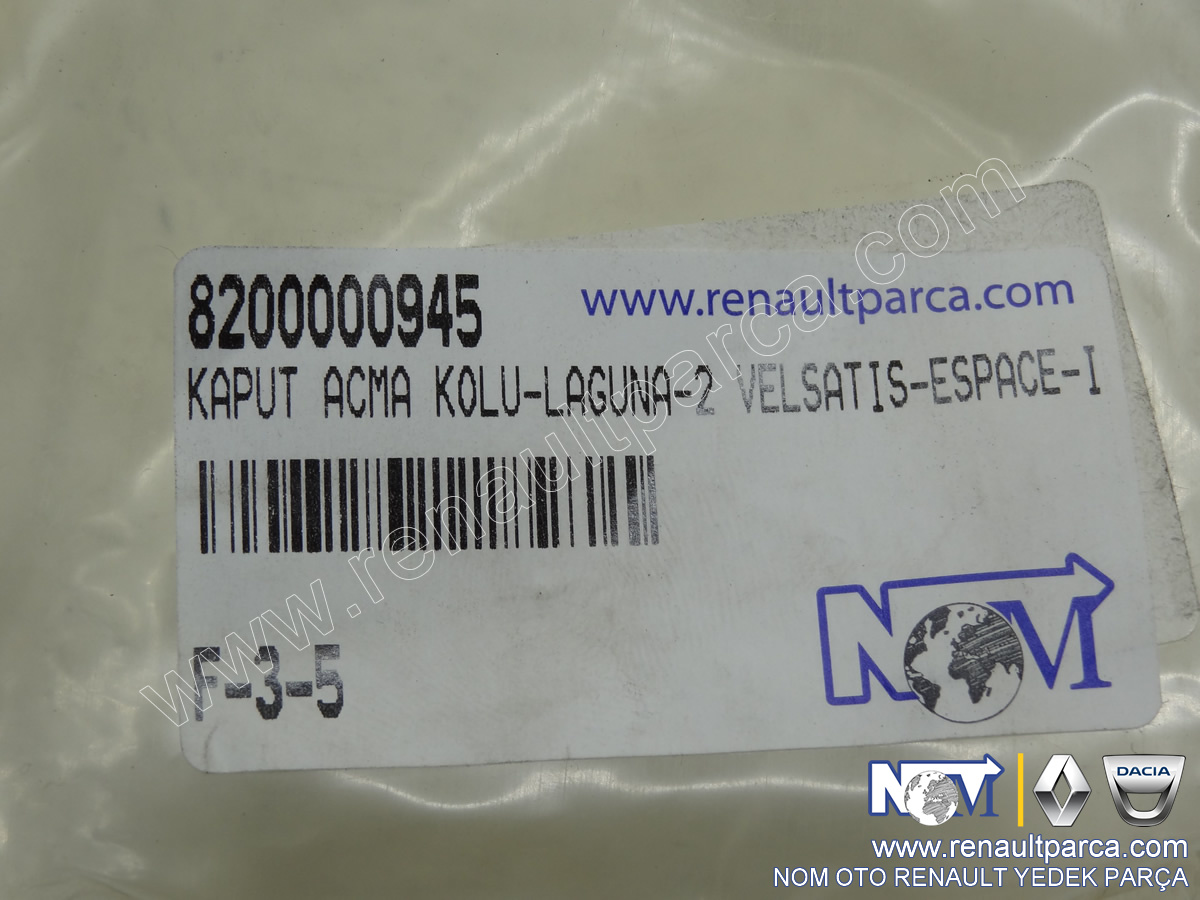 8200000945
www.renaultparca.com
KAPUT ACMA KOLU-LAGUNA-2 VELSATIS-ESPACE-I
www.renaultparca.com
F-3-5
NOM
NOM
DACIA
www.renaultparca.com
NOM OTO RENAULT YEDEK PARÇA